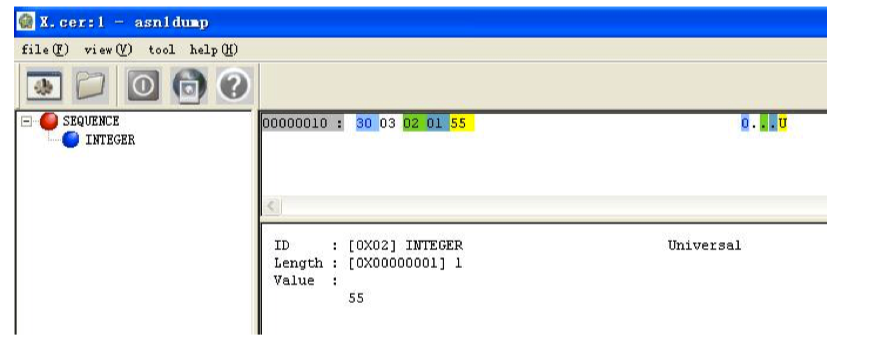 X.cer:1 - asn1dump
file(F) view(V) tool help(H)
SEQUENCE
INTEGER
00000010 : 30 03 02 01 55 0...U
ID : [0X02] INTEGER Universal
Length : [0X00000001] 1
Value :
55